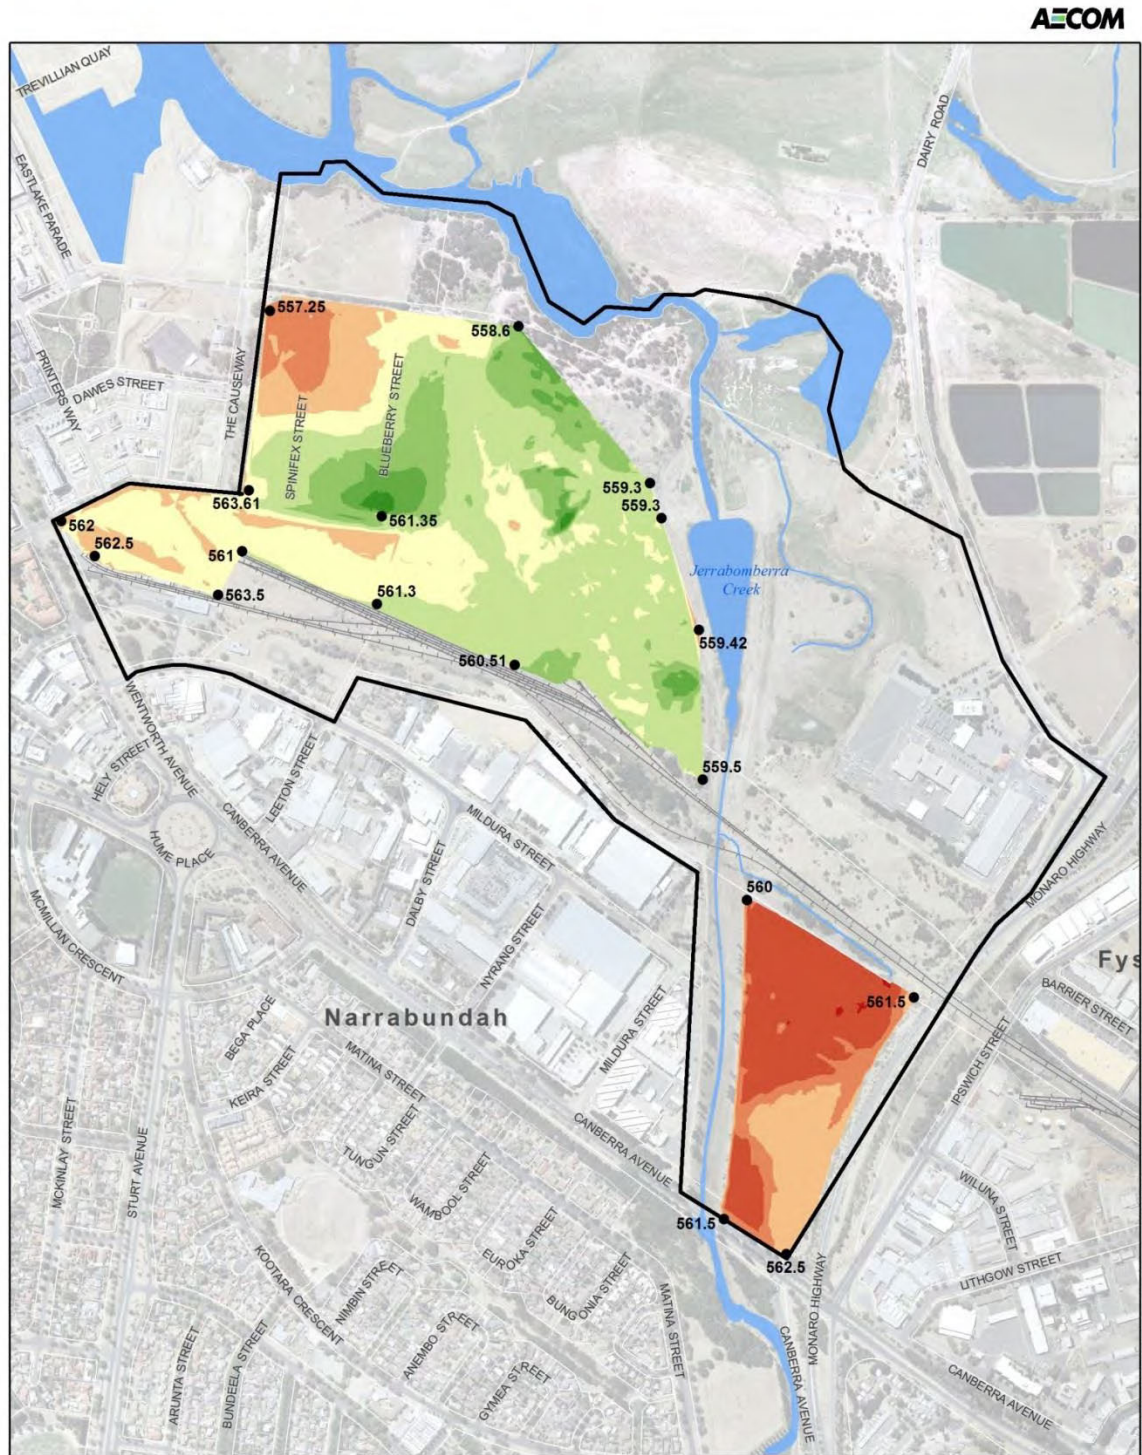 AECOM
TREVILLIAN QUAY
EASTLAKE PARADE
DAIRY ROAD
PRINTERS WAY
DAWES STREET
THE CAUSEWAY
SPINIFEX STREET
BLUEBERRY STREET
557.25
558.6
563.61
561.35
559.3
559.3
562
562.5
561
563.5
561.3
Jerrabomberra
Creek
559.42
560.51
559.5
WENTWORTH AVENUE
HELY STREET
LEETON STREET
CANBERRA AVENUE
HUME PLACE
MILDURA STREET
DALBY STREET
NYRANG STREET
MCMILLAN CRESCENT
MONARO HIGHWAY
560
561.5
Fys
BARRIER STREET
IPSWICH STREET
Narrabundah
BEGA PLACE
KEIRA STREET
MATINA STREET
MILDURA STREET
CANBERRA AVENUE
MCKINLAY STREET
STURT AVENUE
TUNGUN STREET
WAMBOOL STREET
EUROKA STREET
BUNGONIA STREET
WILUNA STREET
LITHGOW STREET
561.5
562.5
KOOTARA CRESCENT
NIMBIN STREET
ANEMBO STREET
GYMEA STREET
MATINA STREET
MONARO HIGHWAY
CANBERRA AVENUE
CANBERRA AVENUE
ARUNTA STREET
BUNDEELA STREET